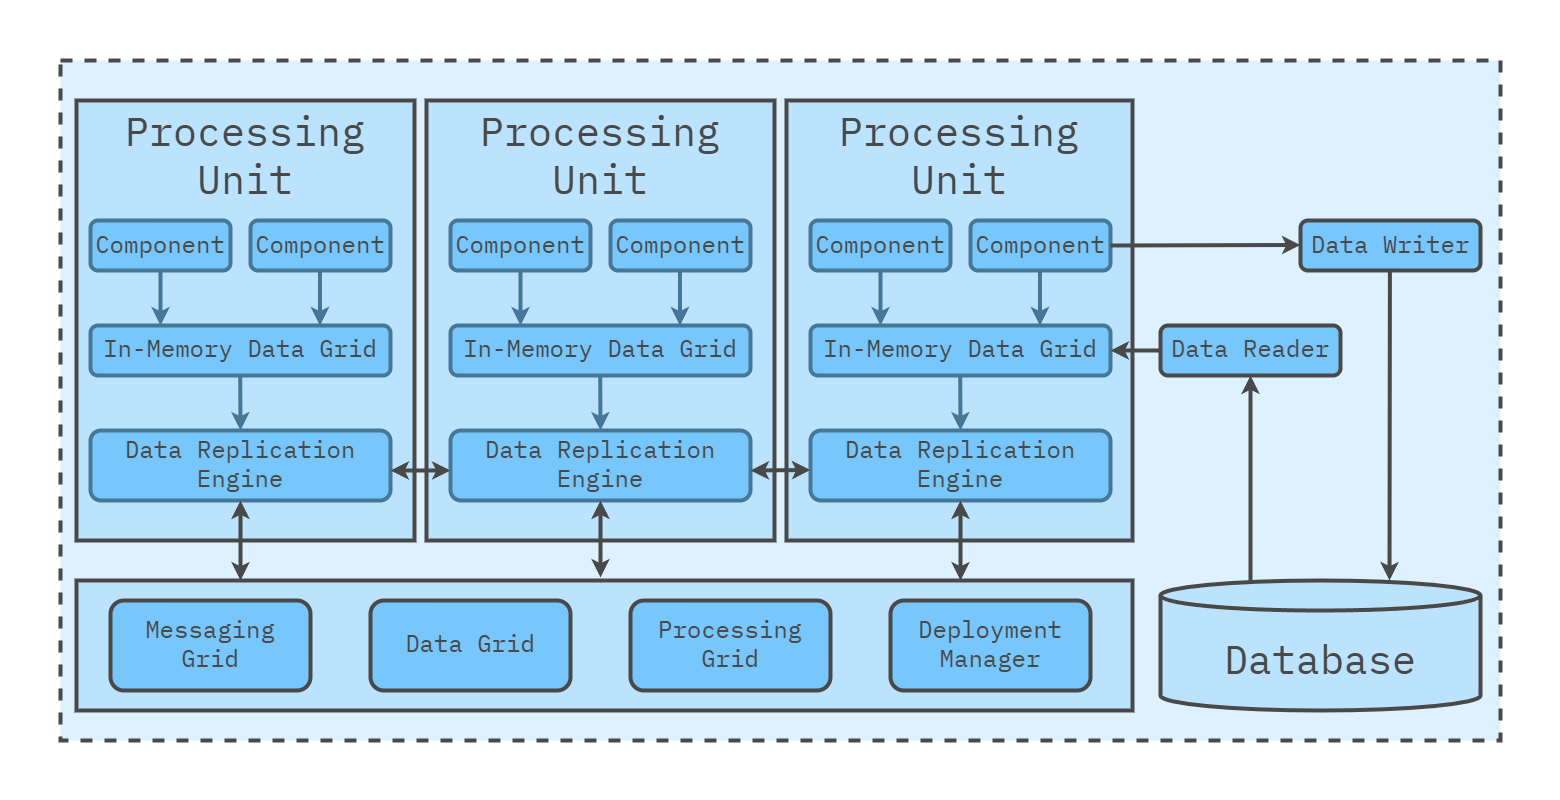 Processing
Unit
Component
Component
In-Memory Data Grid
Data Replication
Engine
Processing
Unit
Component
Component
In-Memory Data Grid
Data Replication
Engine
Processing
Unit
Component
Component
In-Memory Data Grid
Data Replication
Engine
Data Writer
Data Reader
Messaging
Grid
Data Grid
Processing
Grid
Deployment
Manager
Database